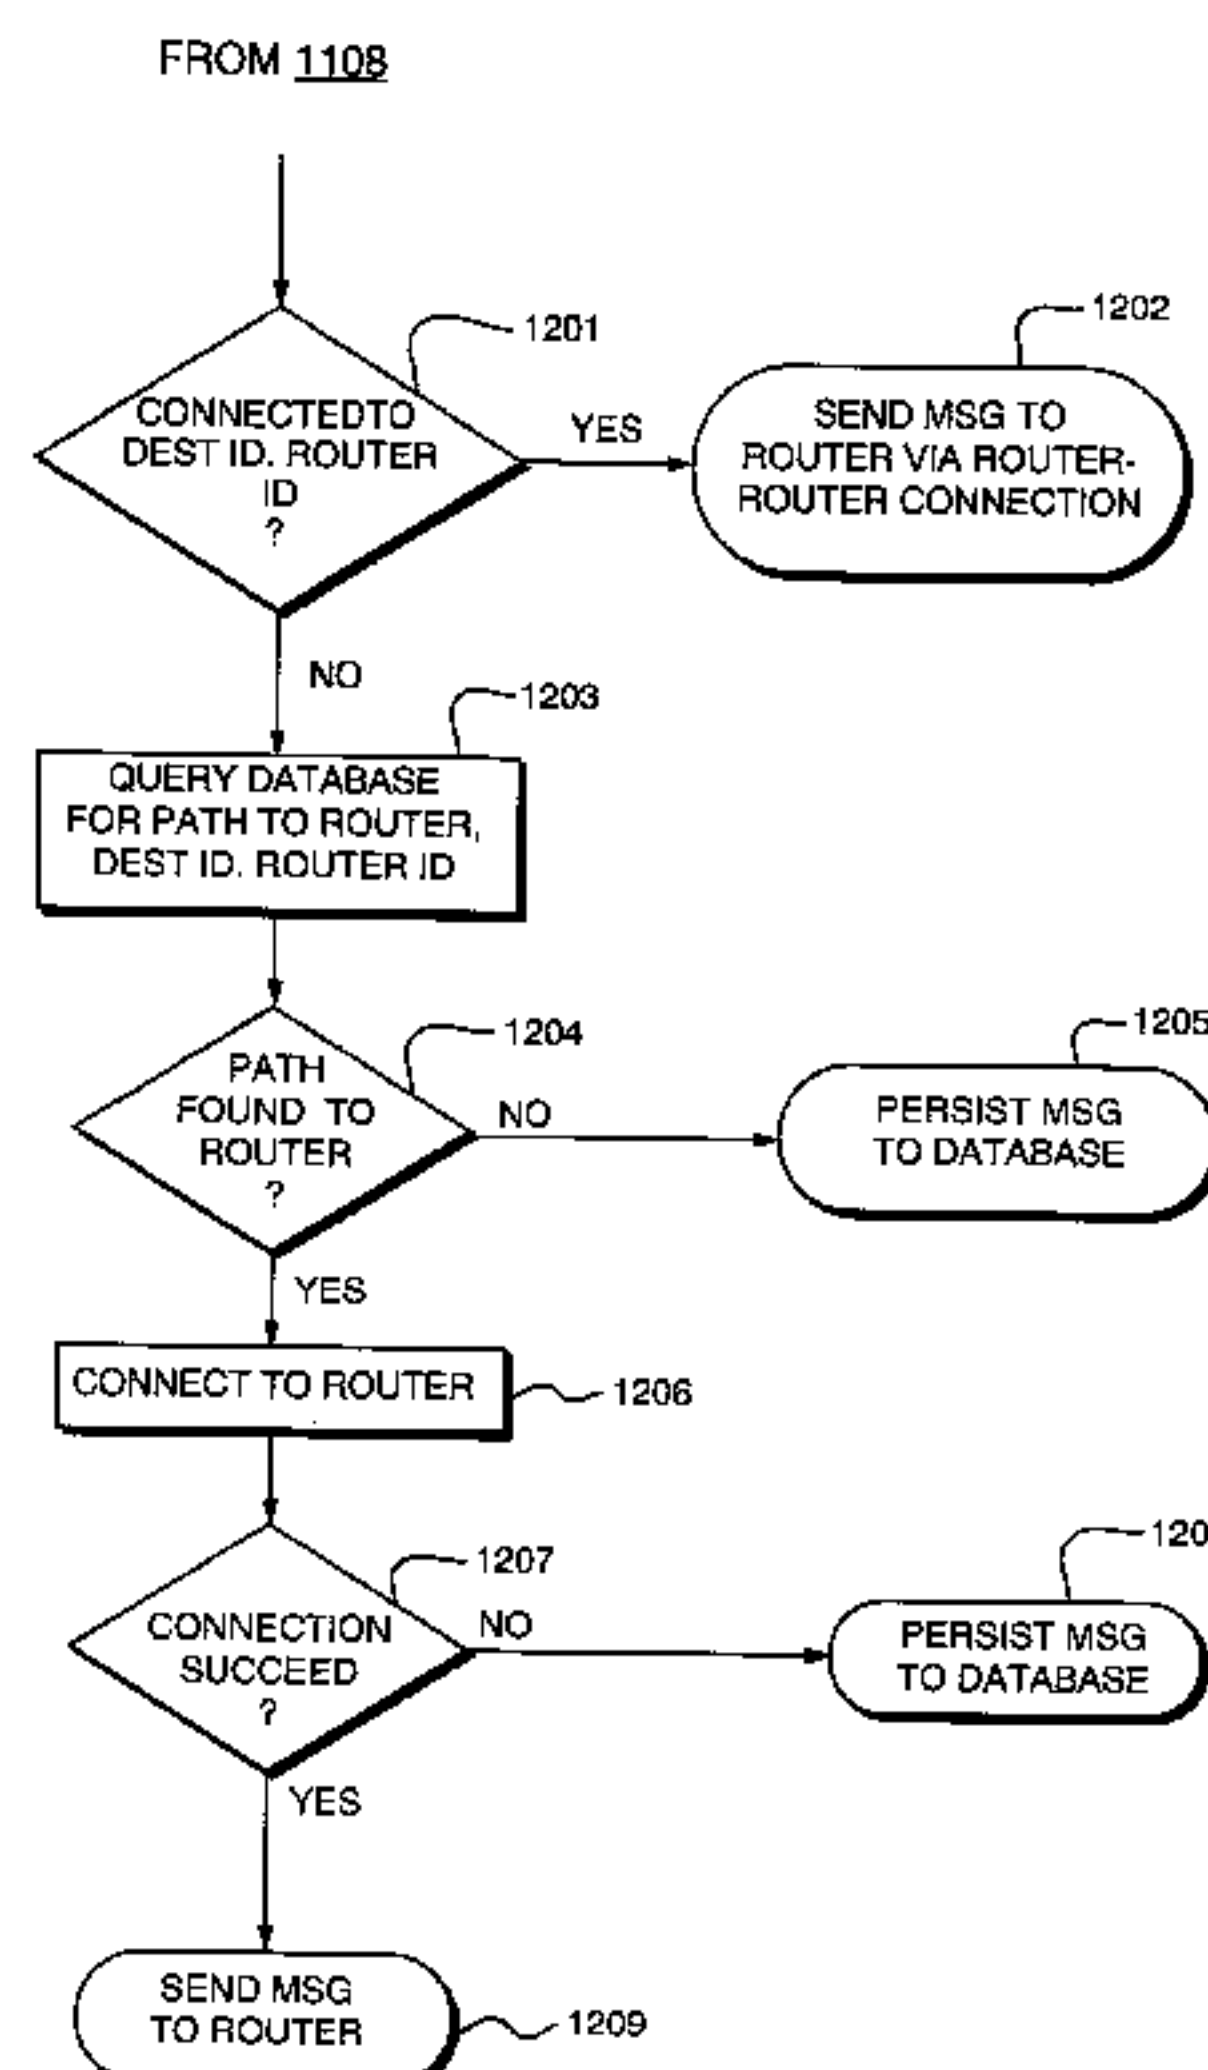 FROM 1108
1201
CONNECTEDTO
DEST ID. ROUTER
ID
?
YES
1202
SEND MSG TO
ROUTER VIA ROUTER-
ROUTER CONNECTION
NO
1203
QUERY DATABASE
FOR PATH TO ROUTER,
DEST ID. ROUTER ID
1204
PATH
FOUND TO
ROUTER
?
NO
1205
PERSIST MSG
TO DATABASE
YES
CONNECT TO ROUTER
1206
1207
CONNECTION
SUCCEED
?
NO
PERSIST MSG
TO DATABASE
YES
SEND MSG
TO ROUTER
1209